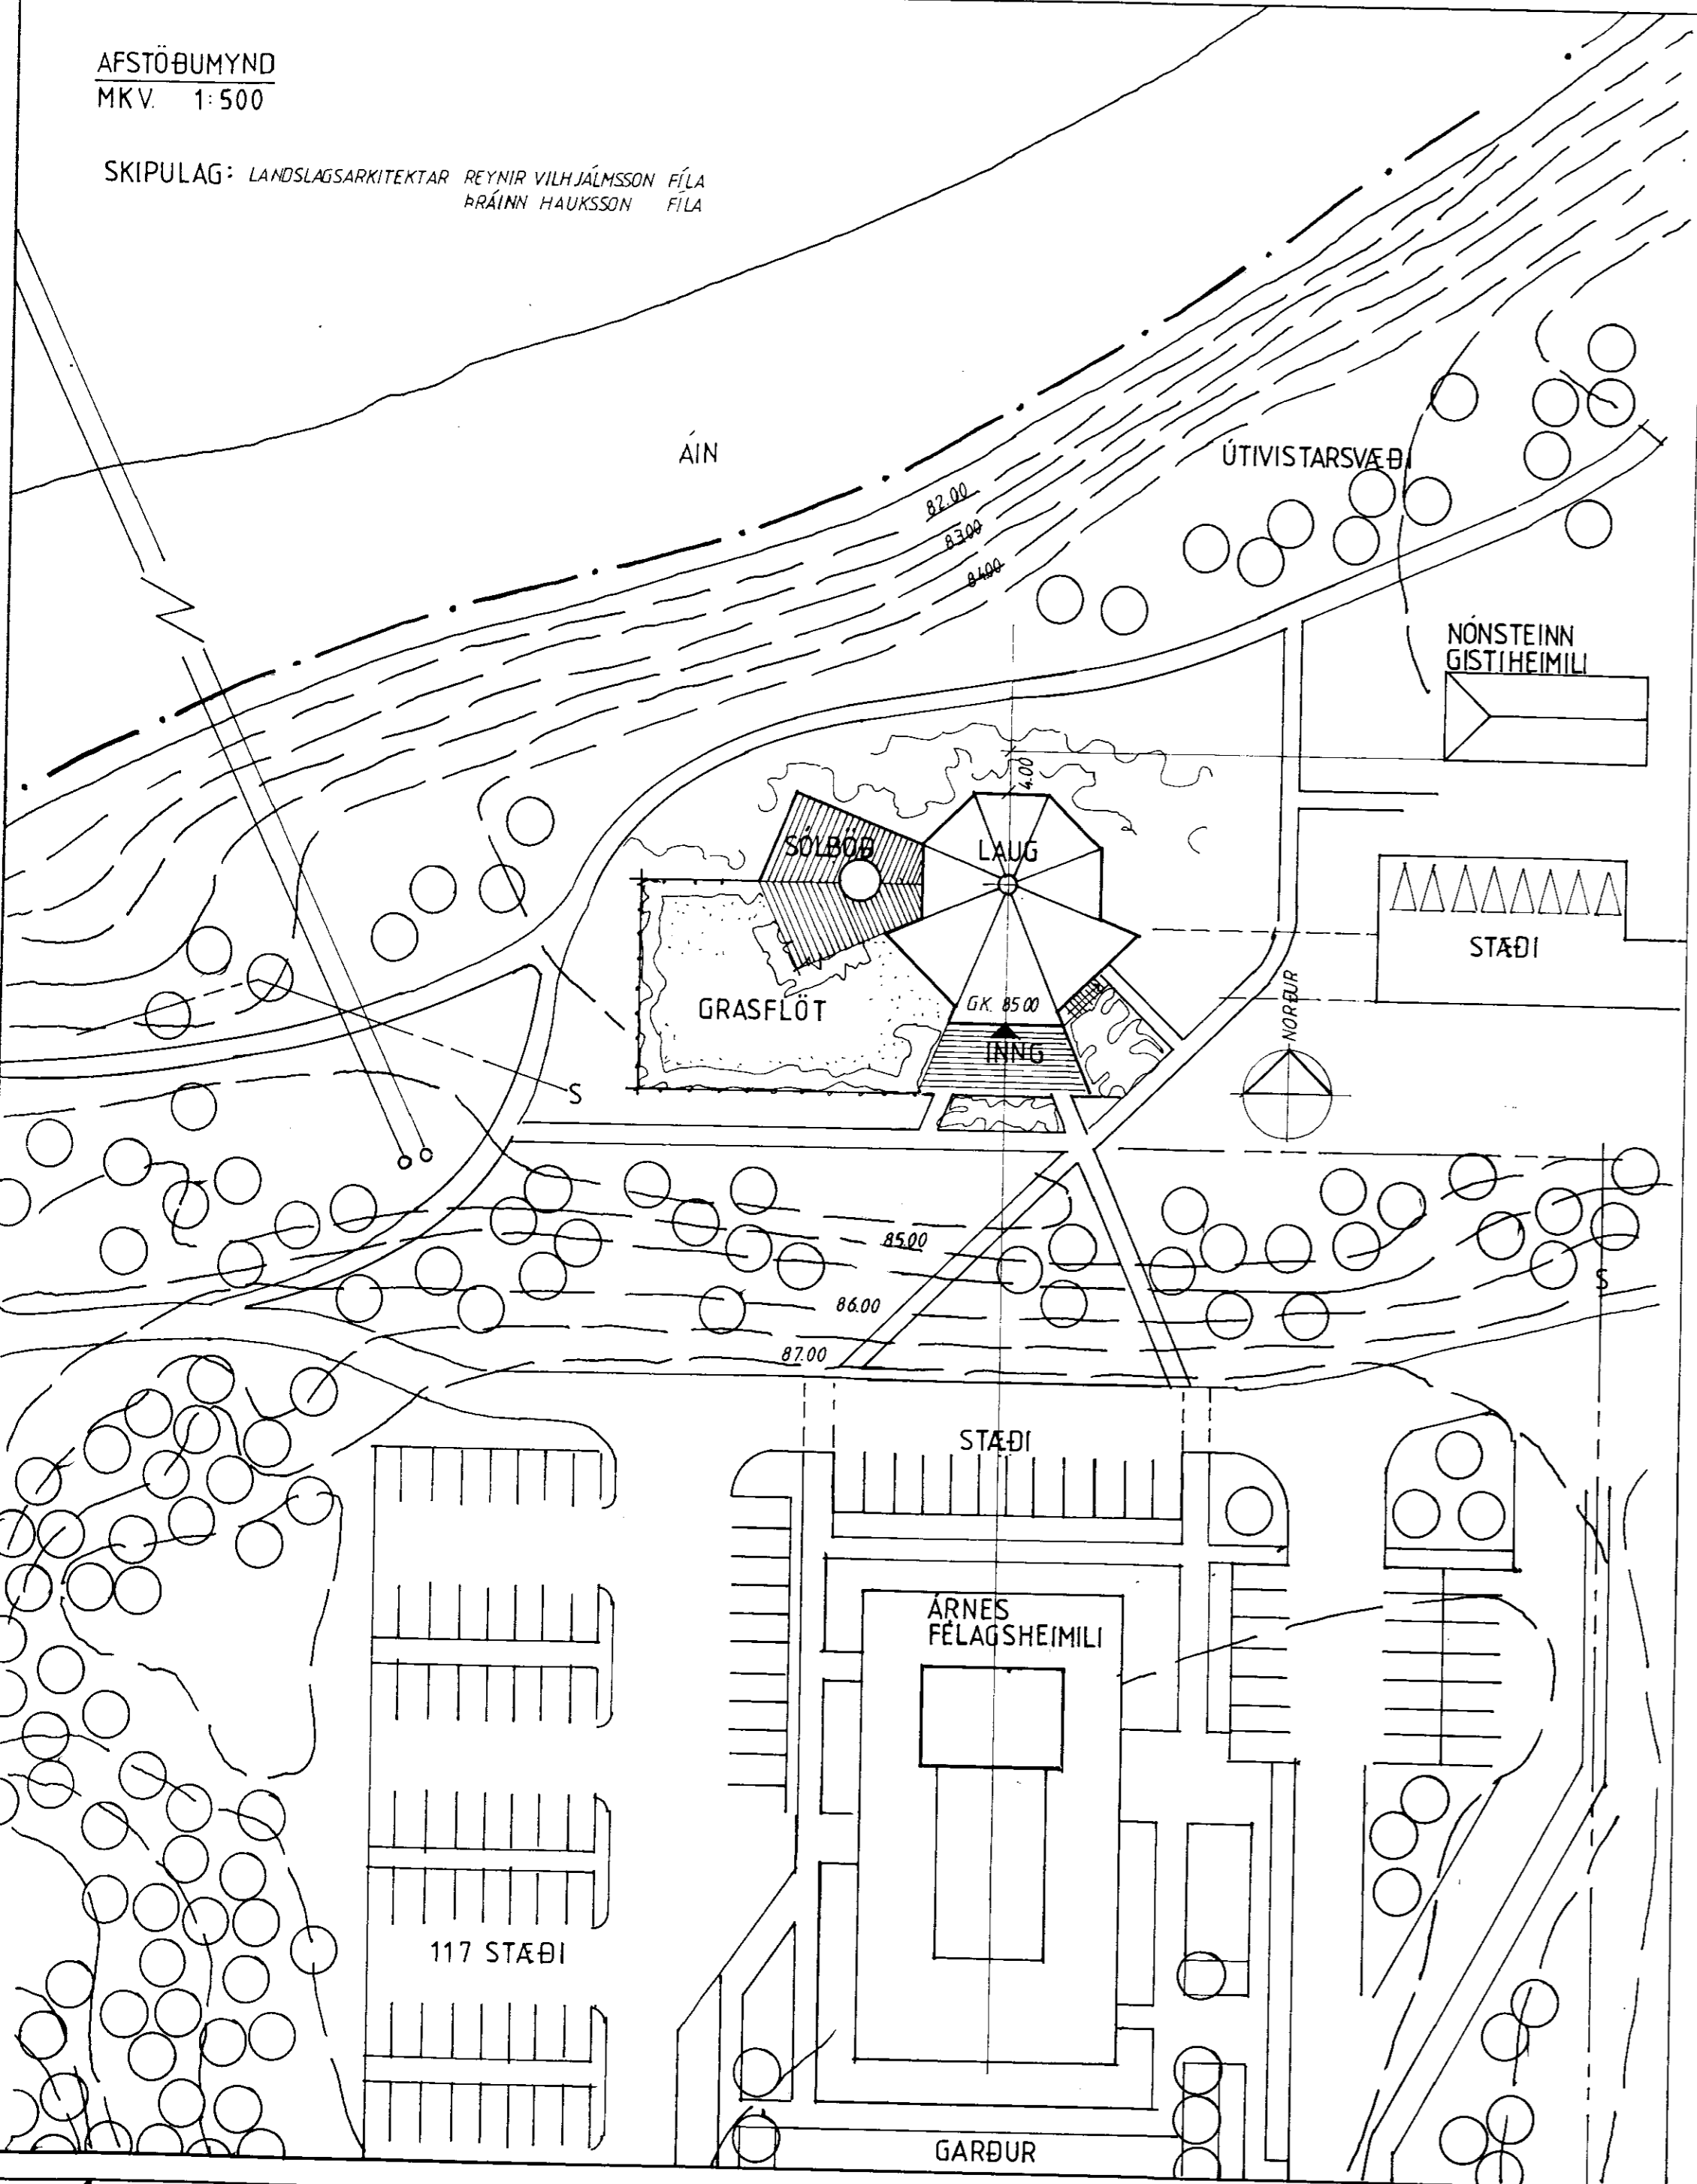 AFSTÖÐUMYND
MKV. 1:500
SKIPULAG: LANDSLAGSARKITEKTAR REYNIR VILHJÁLMSSON FÍLA
ÞRÁINN HAUKSSON FÍLA
ÁIN
ÚTIVISTARSVÆÐI
82.00
83.00
84.00
NÓNSTEINN
GISTIHEIMILI
4.00
SÓLBÖÐ
LAUG
STÆÐI
GRASFLÖT
GK. 85.00
NORÐUR
INNG
S
85.00
S
86.00
87.00
STÆÐI
ÁRNES
FÉLAGSHEIMILI
117 STÆÐI
GARÐUR